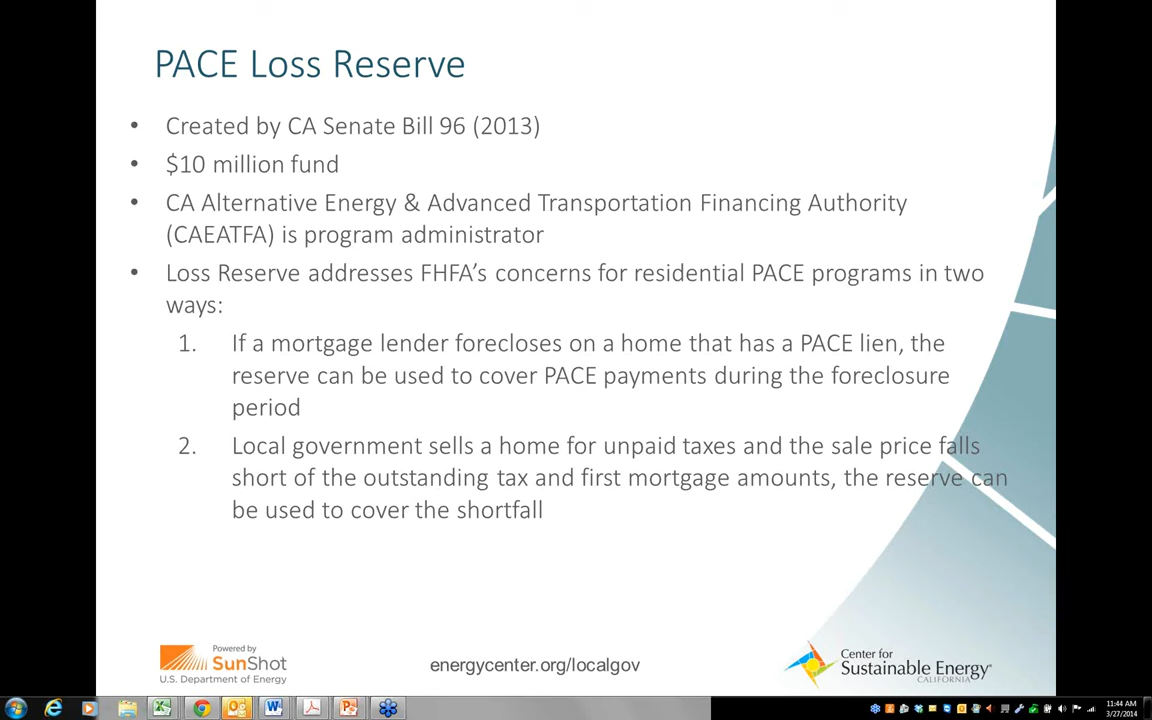 PACE Loss Reserve
• Created by CA Senate Bill 96 (2013)
• $10 million fund
• CA Alternative Energy & Advanced Transportation Financing Authority
(CAEATFA) is program administrator
• Loss Reserve addresses FHFA's concerns for residential PACE programs in two
ways:
1. If a mortgage lender forecloses on a home that has a PACE lien, the
reserve can be used to cover PACE payments during the foreclosure
period
2. Local government sells a home for unpaid taxes and the sale price falls
short of the outstanding tax and first mortgage amounts, the reserve can
be used to cover the shortfall
Powered by
SunShot
U.S. Department of Energy
energycenter.org/localgov
Center for
Sustainable Energy
CALIFORNIA
11:44 AM
3/27/2014